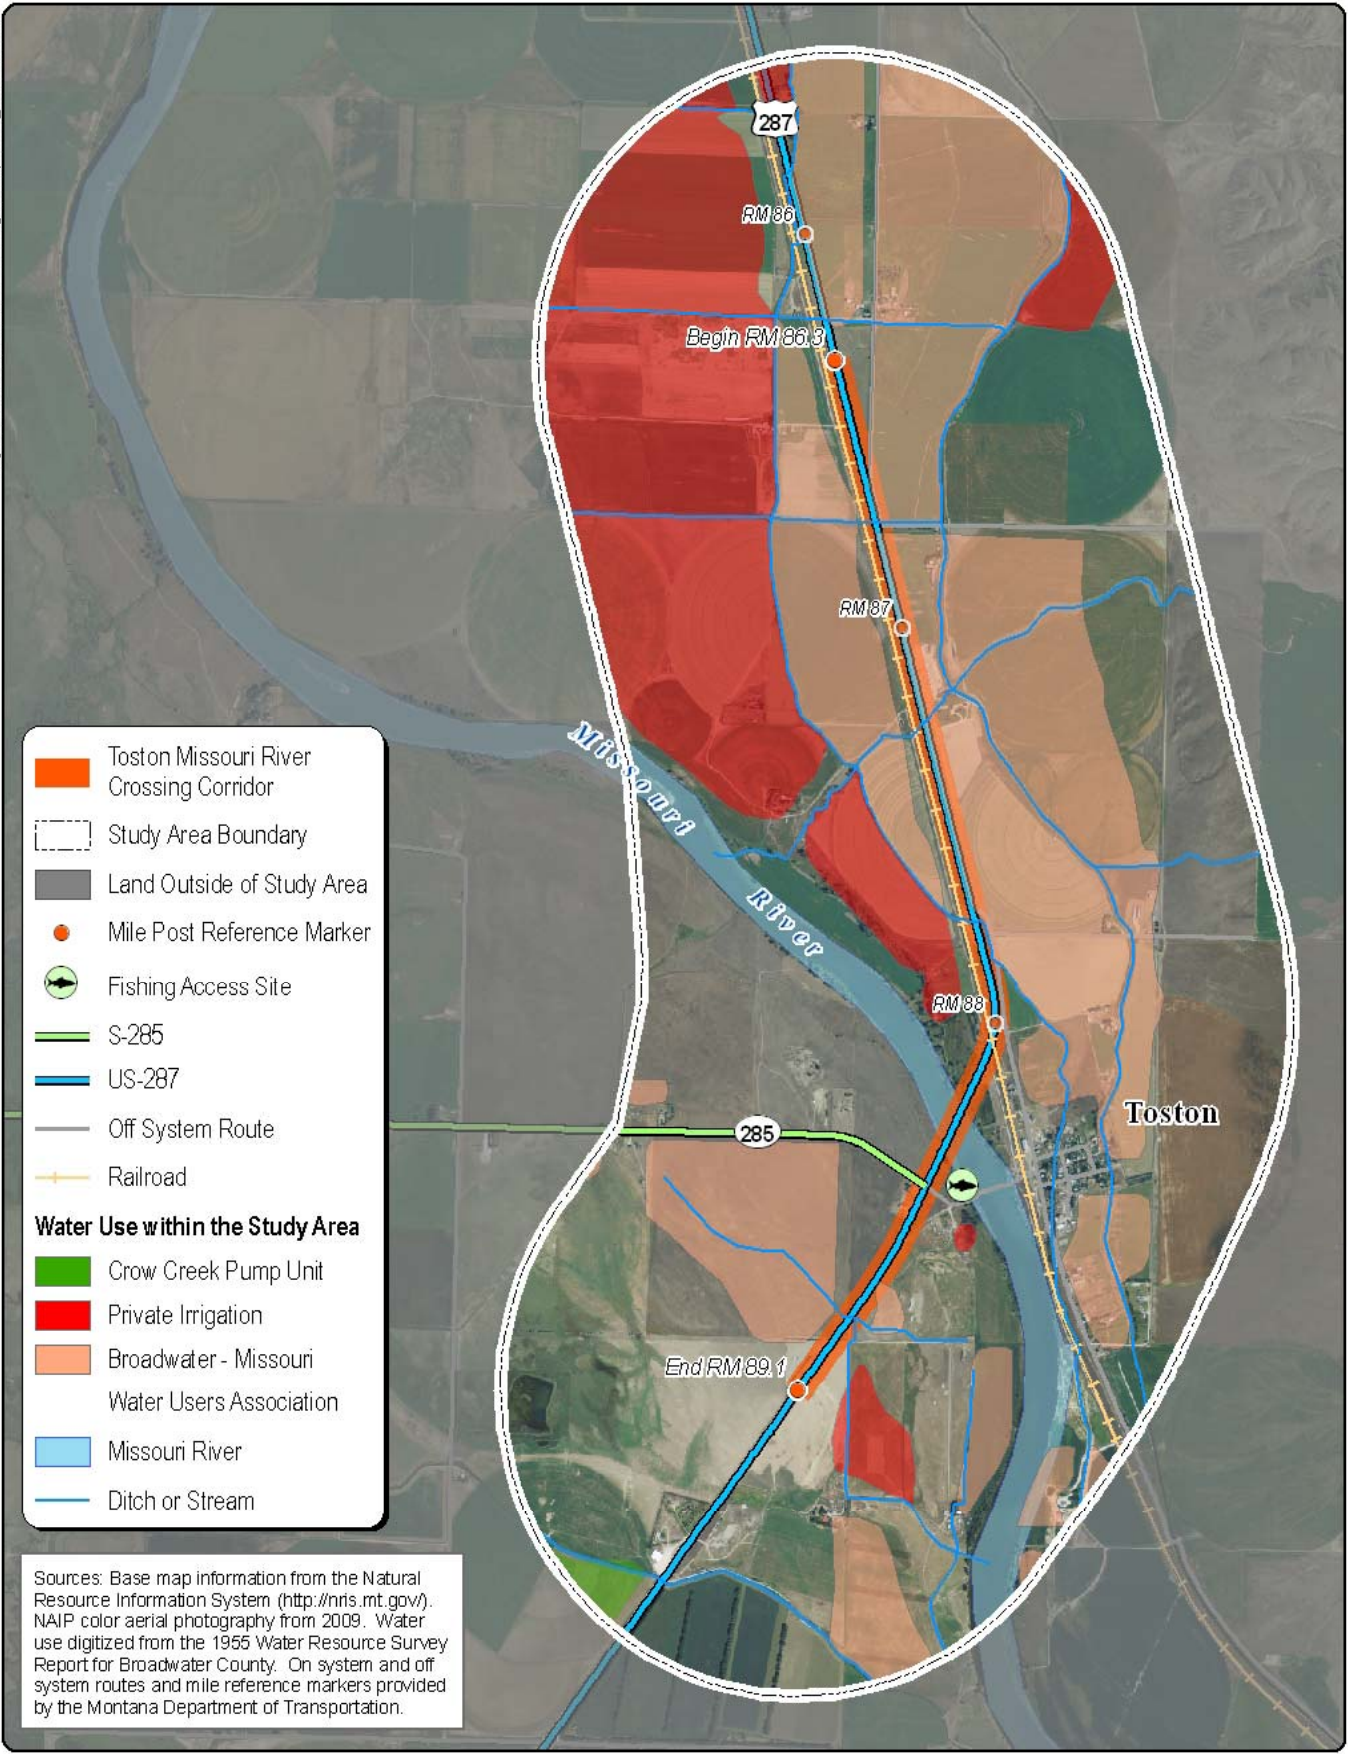 287
RM 86
Begin RM 86.3
RM 87
Missouri
River
RM 88
Toston
285
End RM 89.1
Toston Missouri River
Crossing Corridor
Study Area Boundary
Land Outside of Study Area
Mile Post Reference Marker
Fishing Access Site
S-285
US-287
Off System Route
Railroad
Water Use within the Study Area
Crow Creek Pump Unit
Private Irrigation
Broadwater - Missouri
Water Users Association
Missouri River
Ditch or Stream
Sources: Base map information from the Natural
Resource Information System (http://nris.mt.gov/).
NAIP color aerial photography from 2009. Water
use digitized from the 1955 Water Resource Survey
Report for Broadwater County. On system and off
system routes and mile reference markers provided
by the Montana Department of Transportation.